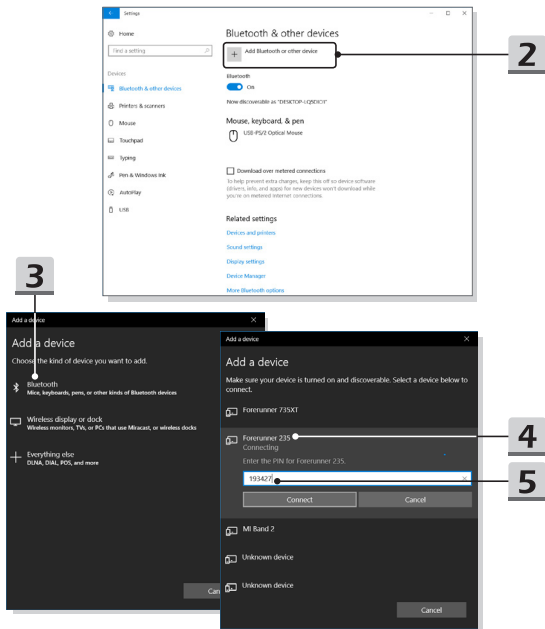 Settings
Home
Find a setting
Devices
Bluetooth & other devices
Printers & scanners
Mouse
Touchpad
Typing
Pen & Windows Ink
AutoPlay
USB
Bluetooth & other devices
Add Bluetooth or other device
Bluetooth
On
Now discoverable as "DESKTOP-UQ5DICT"
Mouse, keyboard, & pen
USB-PS/2 Optical Mouse
Download over metered connections
To help prevent extra charges, keep this off so device software
(drivers, info, and apps) for new devices won't download while
you're on metered Internet connections.
Related settings
Devices and printers
Sound settings
Display settings
Device Manager
More Bluetooth options
2
3
Add a device
Add a device
Choose the kind of device you want to add.
Bluetooth
Mice, keyboards, pens, or other kinds of Bluetooth devices
Wireless display or dock
Wireless monitors, TVs, or PCs that use Miracast, or wireless docks
Everything else
DLNA, DIAL, POS, and more
Can
Add a device
Add a device
Make sure your device is turned on and discoverable. Select a device below to
connect.
Forerunner 735XT
Forerunner 235
Connecting
Enter the PIN for Forerunner 235.
193427
Connect
Cancel
MI Band 2
Unknown device
Unknown device
Cancel
4
5